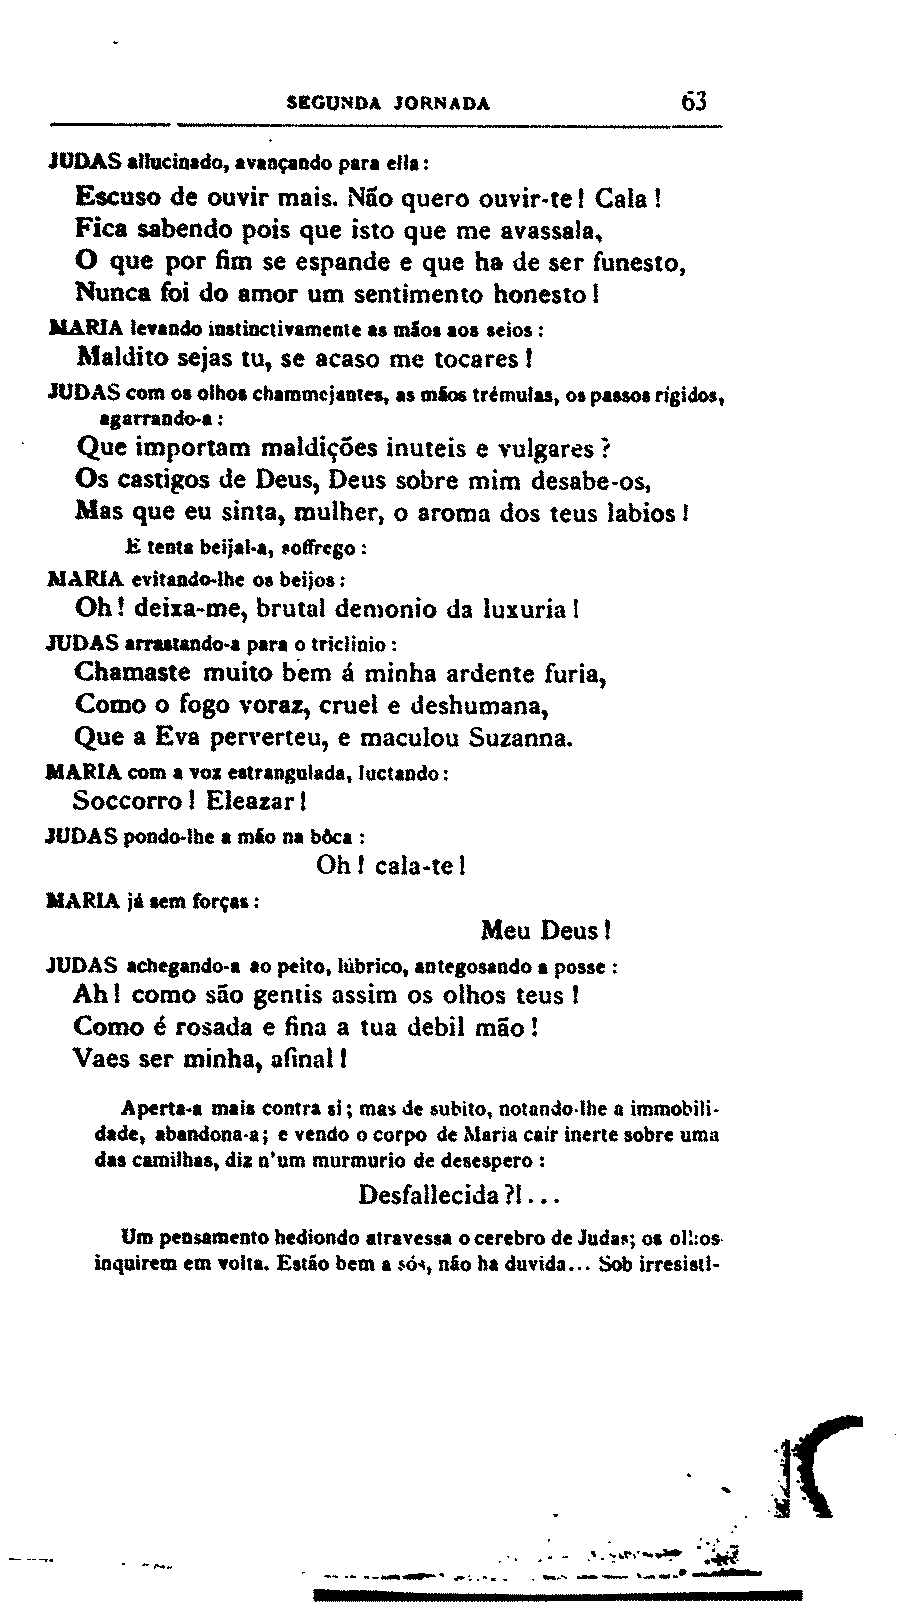 SEGUNDA JORNADA 63
JUDAS allucinado, avançando para ella:
Escuso de ouvir mais. Não quero ouvir-te! Cala!
Fica sabendo pois que isto que me avassala,
O que por fim se espande e que ha de ser funesto,
Nunca foi do amor um sentimento honesto!
MARIA levando instinctivamente as mãos aos seios:
Maldito sejas tu, se acaso me tocares!
JUDAS com os olhos chammejantes, as mãos trémulas, os passos rigidos,
agarrando-a:
Que importam maldições inuteis e vulgares?
Os castigos de Deus, Deus sobre mim desabe-os,
Mas que eu sinta, mulher, o aroma dos teus labios!
E tenta beijal-a, soffrego:
MARIA evitando-lhe os beijos:
Oh! deixa-me, brutal demonio da luxuria!
JUDAS arrastando-a para o triclinio:
Chamaste muito bem á minha ardente furia,
Como o fogo voraz, cruel e deshumana,
Que a Eva perverteu, e maculou Suzanna.
MARIA com a voz estrangulada, luctando:
Soccorro! Eleazar!
JUDAS pondo-lhe a mão na bôca:
Oh! cala-te!
MARIA já sem forças:
Meu Deus!
JUDAS achegando-a ao peito, lúbrico, antegosando a posse:
Ah! como são gentis assim os olhos teus!
Como é rosada e fina a tua debil mão!
Vaes ser minha, afinal!
Aperta-a mais contra si; mas de subito, notando-lhe a immobili-
dade, abandona-a; e vendo o corpo de Maria caír inerte sobre uma
das camilhas, diz n'um murmurio de desespero:
Desfallecida?!...
Um pensamento hediondo atravessa o cerebro de Judas; os olhos
inquirem em volta. Estão bem a sós, não ha duvida... Sob irresisti-